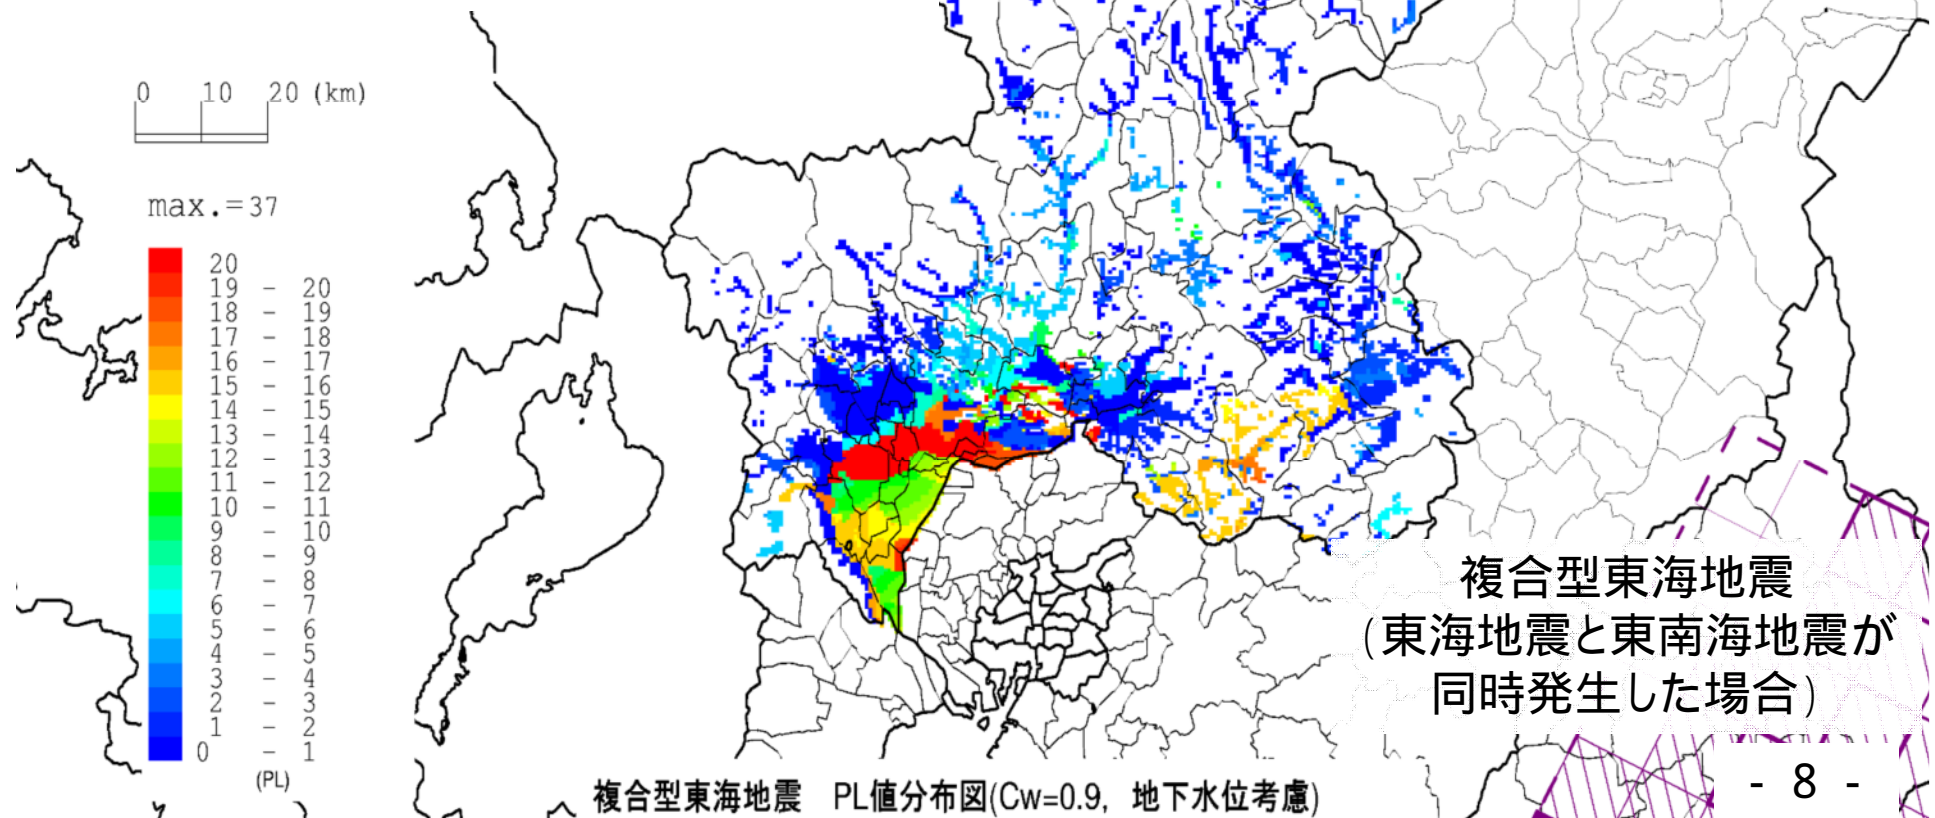 0 10 20 (km)
max.=37
20
19 - 20
18 - 19
17 - 18
16 - 17
15 - 16
14 - 15
13 - 14
12 - 13
11 - 12
10 - 11
9 - 10
8 - 9
7 - 8
6 - 7
5 - 6
4 - 5
3 - 4
2 - 3
1 - 2
0 - 1
(PL)
複合型東海地震
(東海地震と東南海地震が
同時発生した場合)
複合型東海地震 PL値分布図(Cw=0.9, 地下水位考慮)
- 8 -